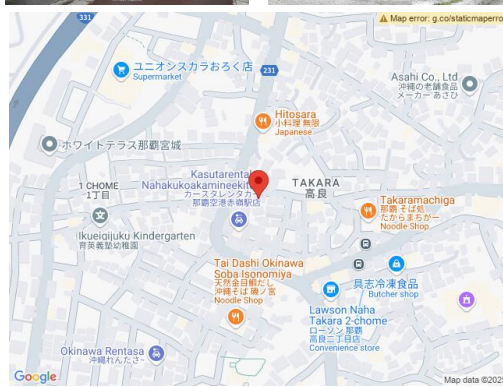 331
Map error: g.co/staticmaperro
ユニオンスカラおろく店
Supermarket
231
Asahi Co., Ltd
沖縄の老舗食品
メーカー あさひ
Hitosara
小料理 無限
Japanese
ホワイトテラス那覇宮城
Kasutarental
Nahakukoakamineekit
カースタレンタカー
那覇空港赤嶺駅店
TAKARA
高良
1 CHOME
1丁目
Takaramachiga
那覇 そば処
たからまちかー
Noodle Shop
Ikueigijuku Kindergarten
育英義塾幼稚園
Tai Dashi Okinawa
Soba Isonomiya
天然金目鯛だし
沖縄そば 磯ノ宮
Noodle Shop
具志冷凍食品
Butcher shop
Lawson Naha
Takara 2-chome
ローソン 那覇
高良二丁目店
Convenience store
Okinawa Rentasa
沖縄れんたさ~
Google
Map data ©202